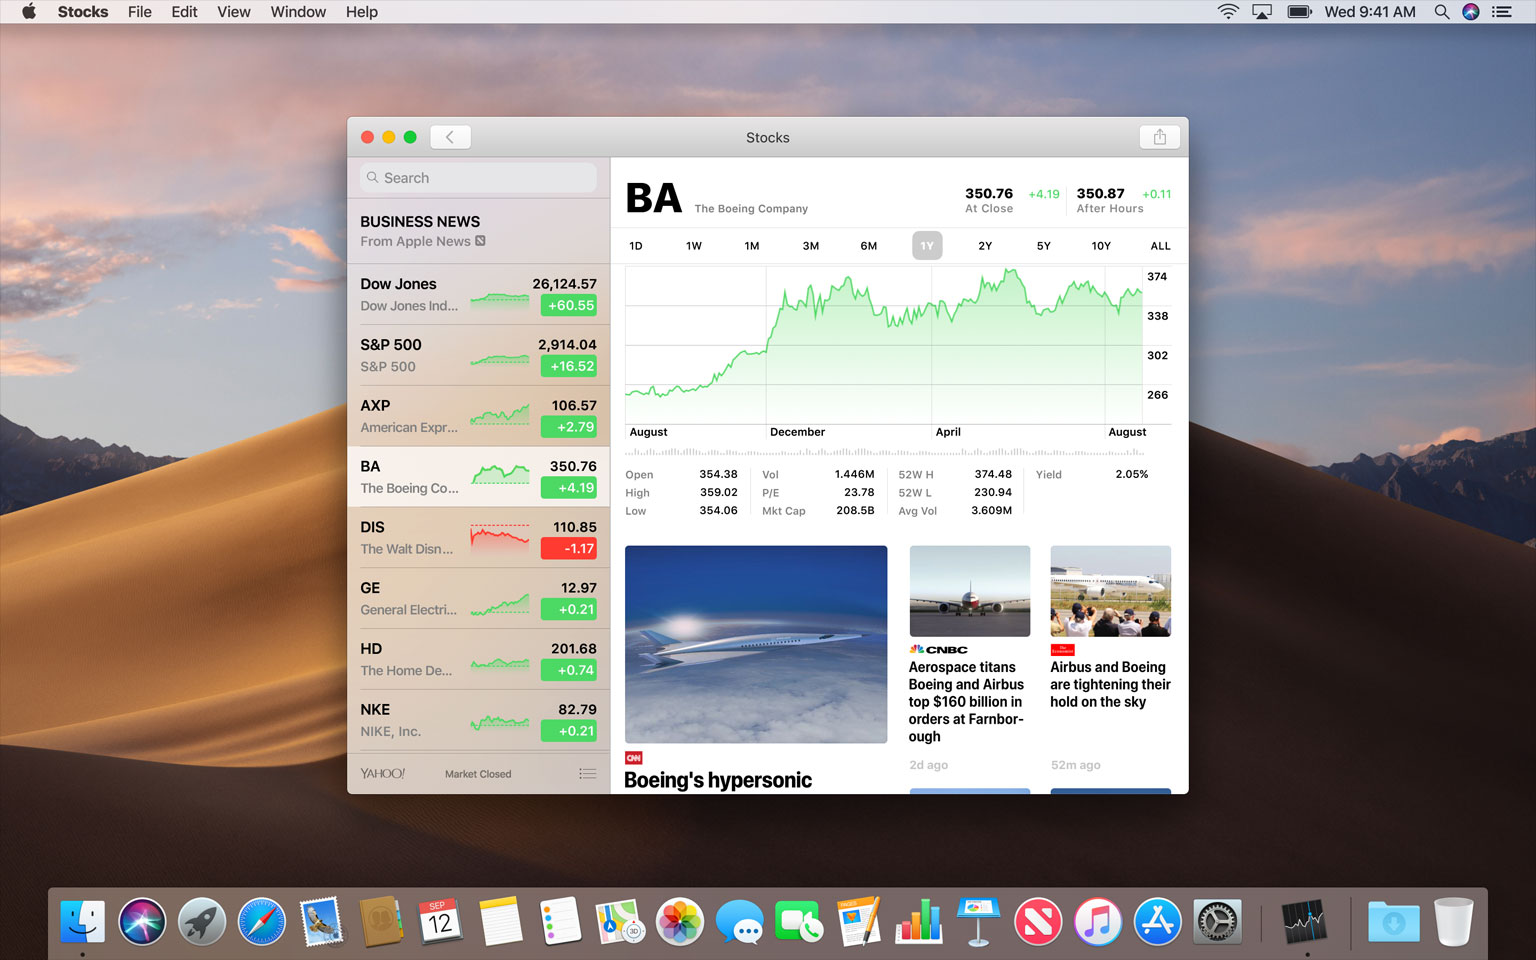 Stocks File Edit View Window Help
Wed 9:41 AM
Stocks
Search
BUSINESS NEWS
From Apple News
Dow Jones 26,124.57
Dow Jones Ind... +60.55
S&P 500 2,914.04
S&P 500 +16.52
AXP 106.57
American Expr... +2.79
BA 350.76
The Boeing Co... +4.19
DIS 110.85
The Walt Disn... -1.17
GE 12.97
General Electri... +0.21
HD 201.68
The Home De... +0.74
NKE 82.79
NIKE, Inc. +0.21
YAHOO! Market Closed
BA The Boeing Company
350.76 +4.19 350.87 +0.11
At Close After Hours
1D 1W 1M 3M 6M 1Y 2Y 5Y 10Y ALL
374
338
302
266
August December April August
Open 354.38 Vol 1.446M 52W H 374.48 Yield 2.05%
High 359.02 P/E 23.78 52W L 230.94
Low 354.06 Mkt Cap 208.5B Avg Vol 3.609M
CNN
Boeing's hypersonic
CNBC
Aerospace titans
Boeing and Airbus
top $160 billion in
orders at Farnbor-
ough
2d ago
The Economist
Airbus and Boeing
are tightening their
hold on the sky
52m ago
SEP
12
3D
PAGES